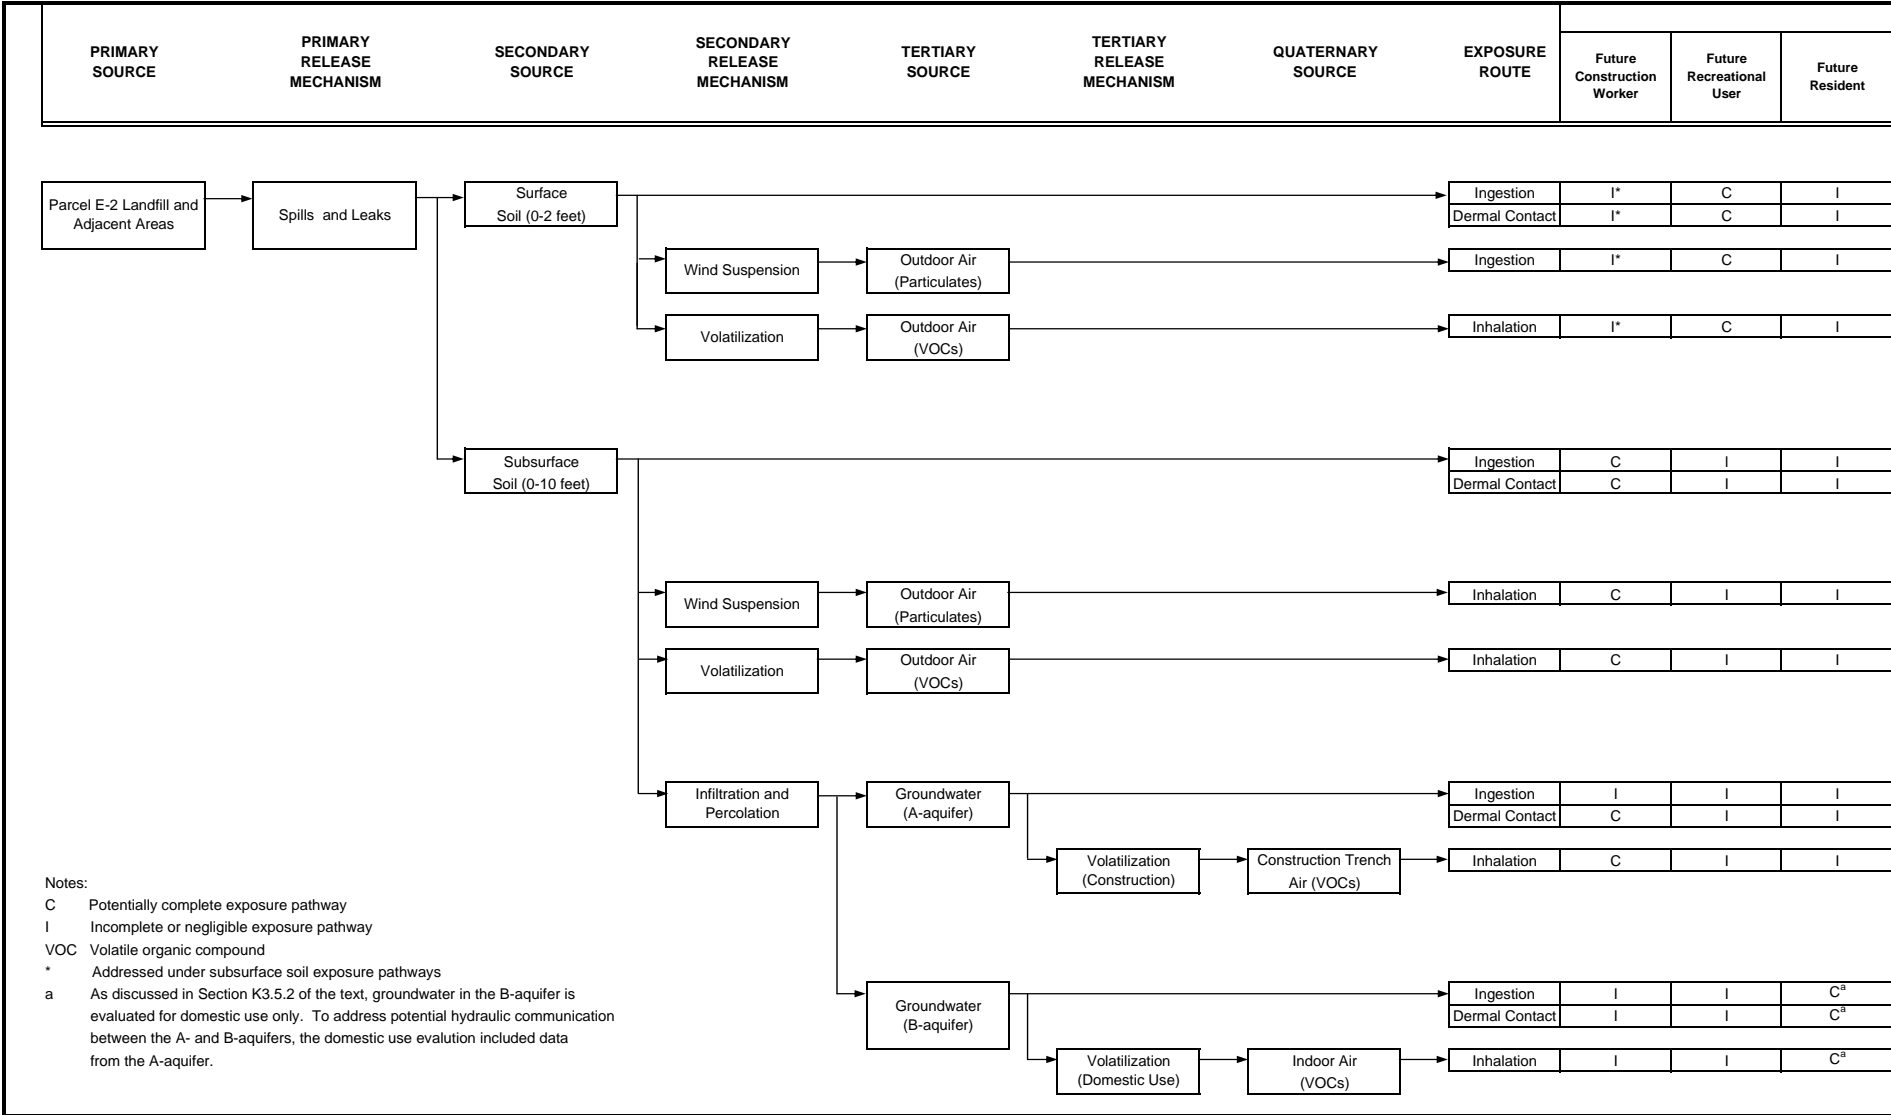 PRIMARY
SOURCE
PRIMARY
RELEASE
MECHANISM
SECONDARY
SOURCE
SECONDARY
RELEASE
MECHANISM
TERTIARY
SOURCE
TERTIARY
RELEASE
MECHANISM
QUATERNARY
SOURCE
EXPOSURE
ROUTE
Future
Construction
Worker
Future
Recreational
User
Future
Resident
Parcel E-2 Landfill and
Adjacent Areas
Spills and Leaks
Surface
Soil (0-2 feet)
Ingestion I* C I
Dermal Contact I* C I
Wind Suspension
Outdoor Air
(Particulates)
Ingestion I* C I
Volatilization
Outdoor Air
(VOCs)
Inhalation I* C I
Subsurface
Soil (0-10 feet)
Ingestion C I I
Dermal Contact C I I
Wind Suspension
Outdoor Air
(Particulates)
Inhalation C I I
Volatilization
Outdoor Air
(VOCs)
Inhalation C I I
Infiltration and
Percolation
Groundwater
(A-aquifer)
Ingestion I I I
Dermal Contact C I I
Volatilization
(Construction)
Construction Trench
Air (VOCs)
Inhalation C I I
Groundwater
(B-aquifer)
Ingestion I I Cᵃ
Dermal Contact I I Cᵃ
Volatilization
(Domestic Use)
Indoor Air
(VOCs)
Inhalation I I Cᵃ
Notes:
C Potentially complete exposure pathway
I Incomplete or negligible exposure pathway
VOC Volatile organic compound
* Addressed under subsurface soil exposure pathways
a As discussed in Section K3.5.2 of the text, groundwater in the B-aquifer is
evaluated for domestic use only. To address potential hydraulic communication
between the A- and B-aquifers, the domestic use evalution included data
from the A-aquifer.